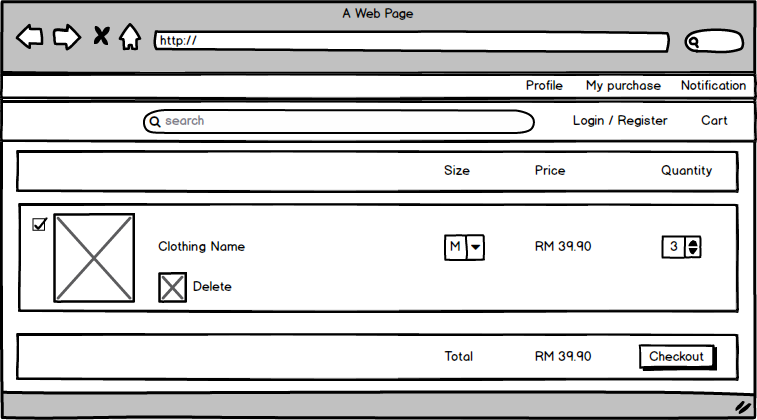 A Web Page
http://
Profile My purchase Notification
search Login / Register Cart
Size Price Quantity
Clothing Name M RM 39.90 3
Delete
Total RM 39.90 Checkout